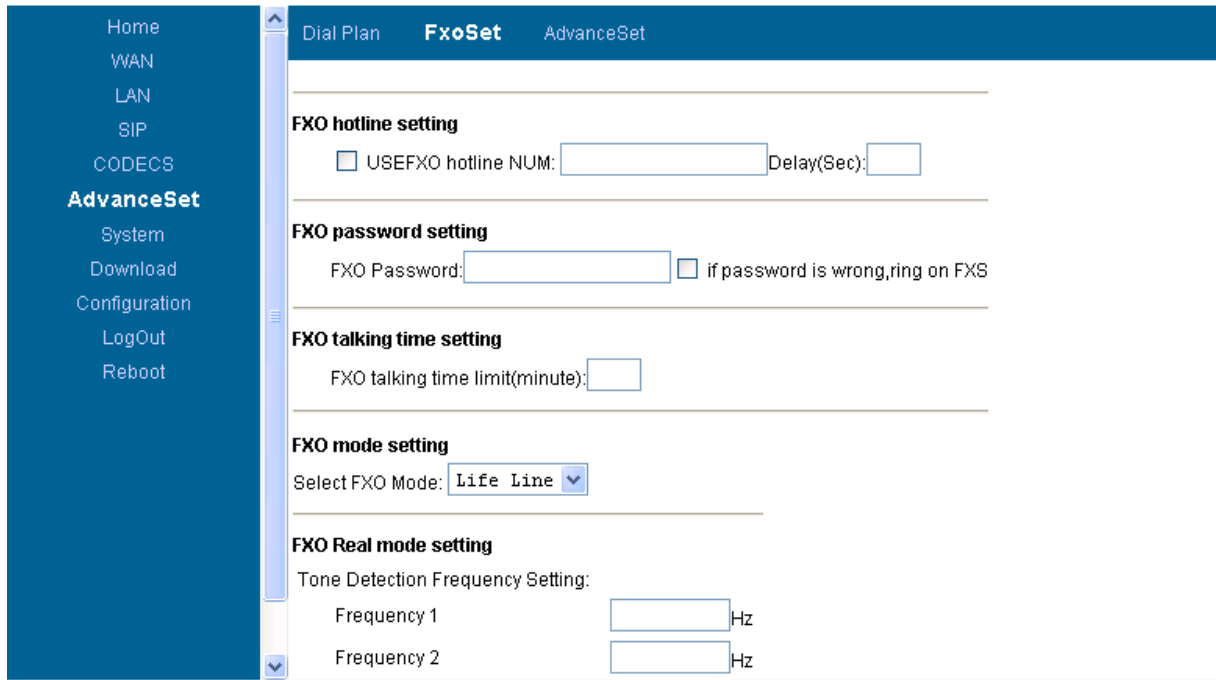 Home
WAN
LAN
SIP
CODECS
AdvanceSet
System
Download
Configuration
LogOut
Reboot
Dial Plan FxoSet AdvanceSet
FXO hotline setting
USEFXO hotline NUM: Delay(Sec):
FXO password setting
FXO Password: if password is wrong,ring on FXS
FXO talking time setting
FXO talking time limit(minute):
FXO mode setting
Select FXO Mode: Life Line
FXO Real mode setting
Tone Detection Frequency Setting:
Frequency 1 Hz
Frequency 2 Hz